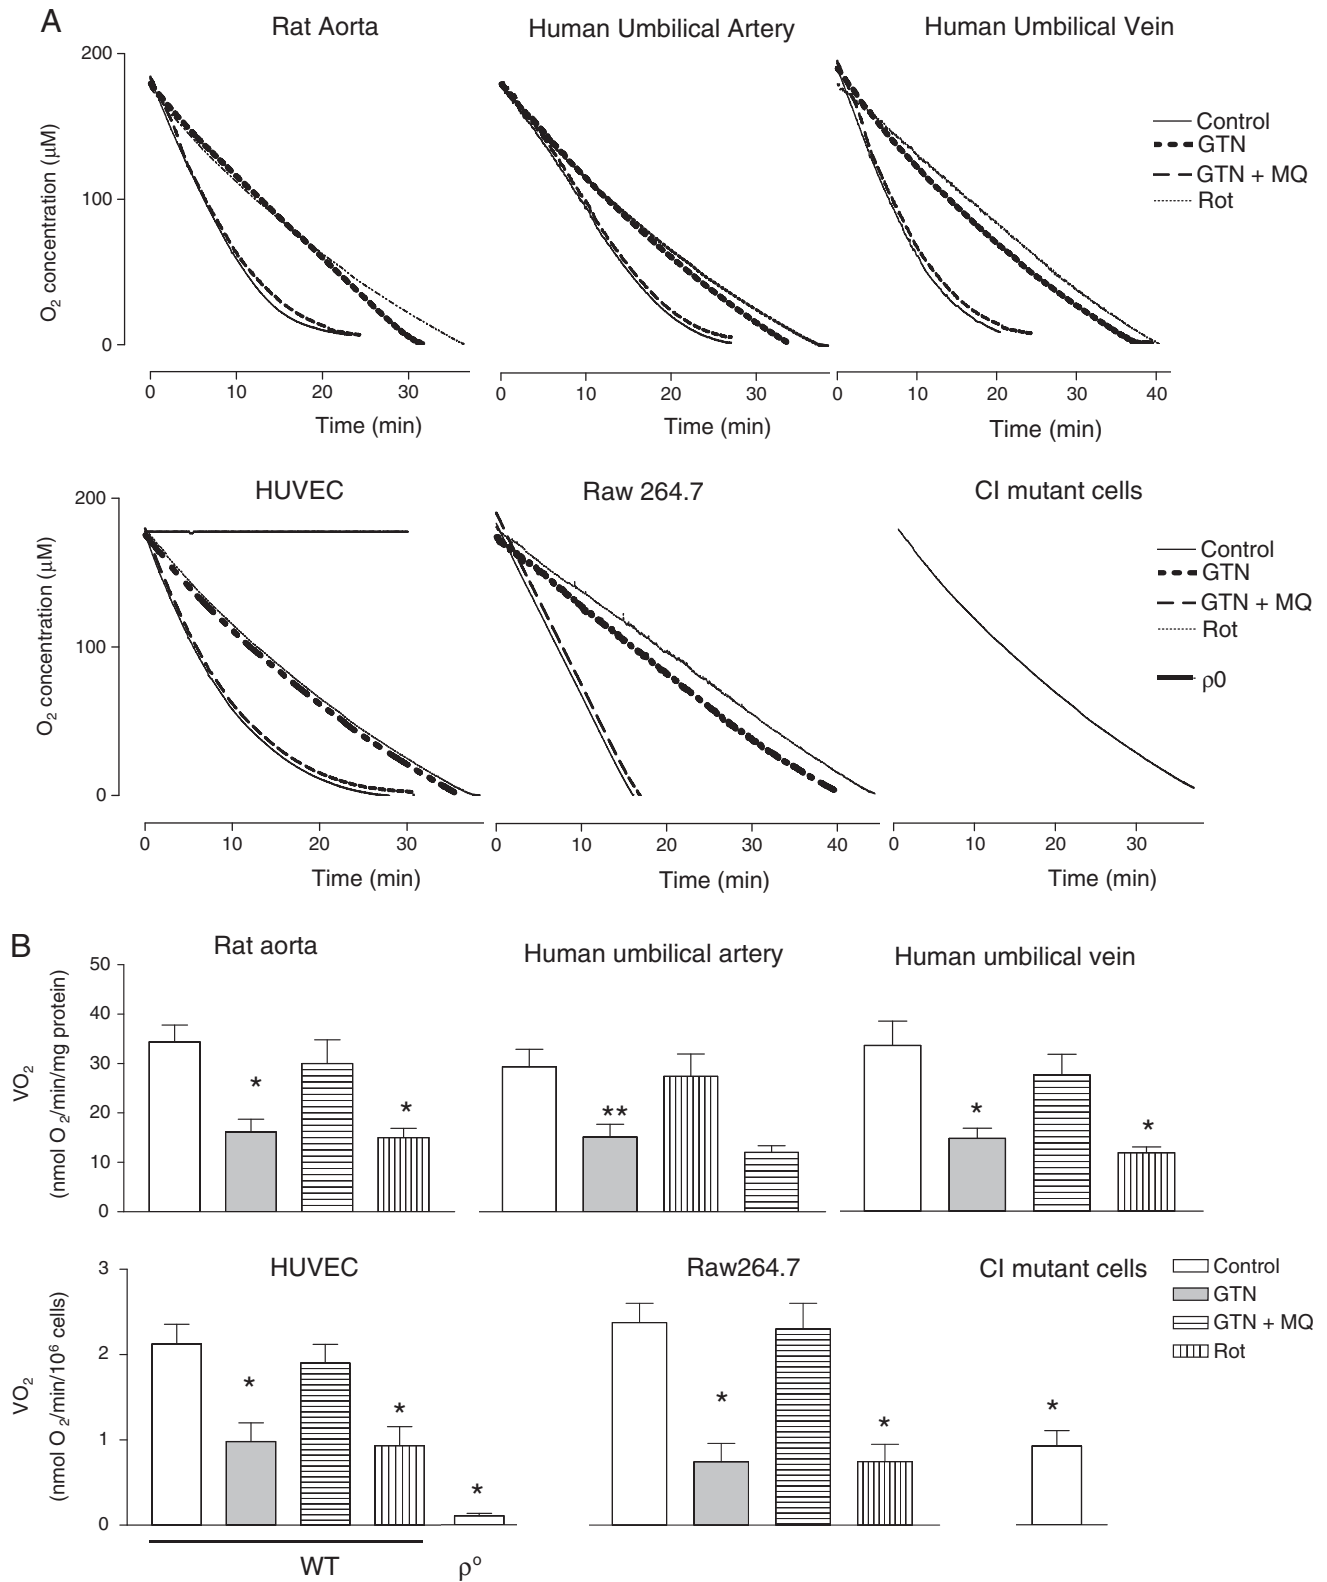 A
Rat Aorta
Human Umbilical Artery
Human Umbilical Vein
O2 concentration (μM)
200
100
0
0 10 20 30
Time (min)
0 10 20 30
Time (min)
0 10 20 30 40
Time (min)
Control
GTN
GTN + MQ
Rot
HUVEC
Raw 264.7
CI mutant cells
O2 concentration (μM)
200
100
0
0 10 20 30
Time (min)
0 10 20 30 40
Time (min)
0 10 20 30
Time (min)
Control
GTN
GTN + MQ
Rot
ρ0
B
Rat aorta
Human umbilical artery
Human umbilical vein
VO2
(nmol O2/min/mg protein)
50
40
30
20
10
0
*
*
**
*
*
HUVEC
Raw264.7
CI mutant cells
VO2
(nmol O2/min/10⁶ cells)
3
2
1
0
*
*
*
*
*
*
WT
ρº
Control
GTN
GTN + MQ
Rot